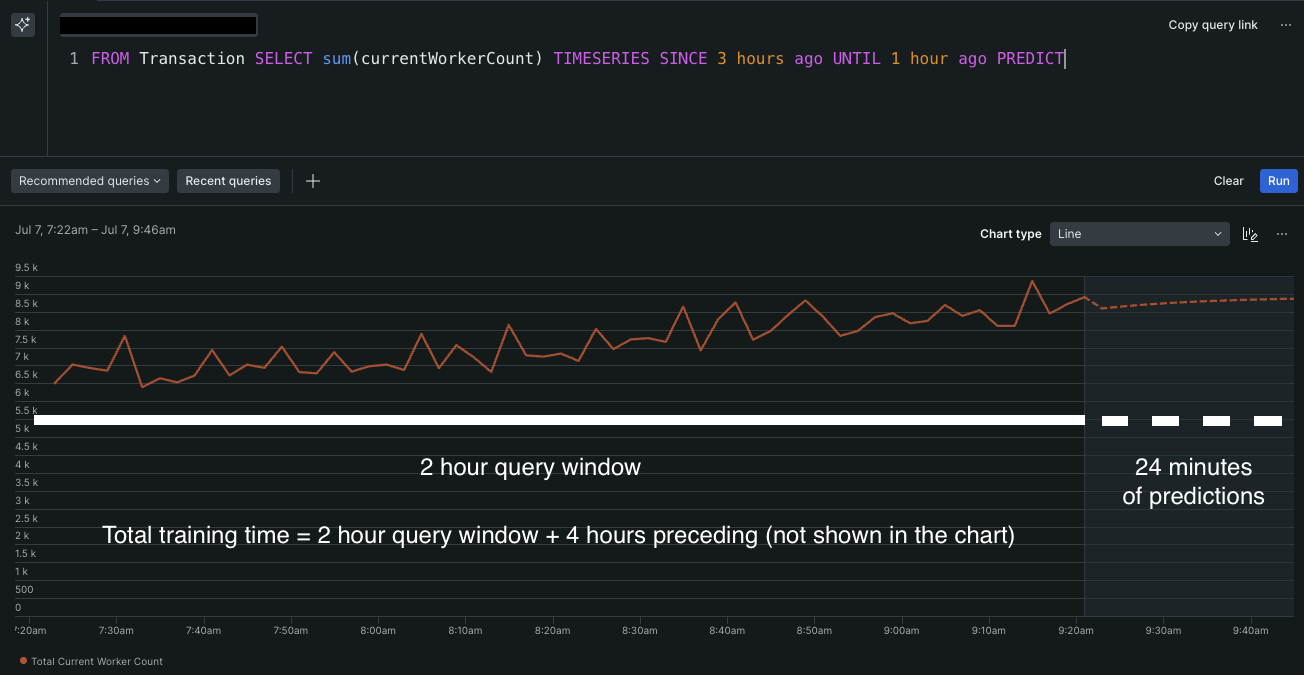 Copy query link
1 FROM Transaction SELECT sum(currentWorkerCount) TIMESERIES SINCE 3 hours ago UNTIL 1 hour ago PREDICT
Recommended queries Recent queries Clear Run
Jul 7, 7:22am – Jul 7, 9:46am
Chart type Line
9.5 k
9 k
8.5 k
8 k
7.5 k
7 k
6.5 k
6 k
5.5 k
5 k
4.5 k
4 k
3.5 k
3 k
2.5 k
2 k
1.5 k
1 k
500
0
2 hour query window
24 minutes
of predictions
Total training time = 2 hour query window + 4 hours preceding (not shown in the chart)
7:20am 7:30am 7:40am 7:50am 8:00am 8:10am 8:20am 8:30am 8:40am 8:50am 9:00am 9:10am 9:20am 9:30am 9:40am
Total Current Worker Count